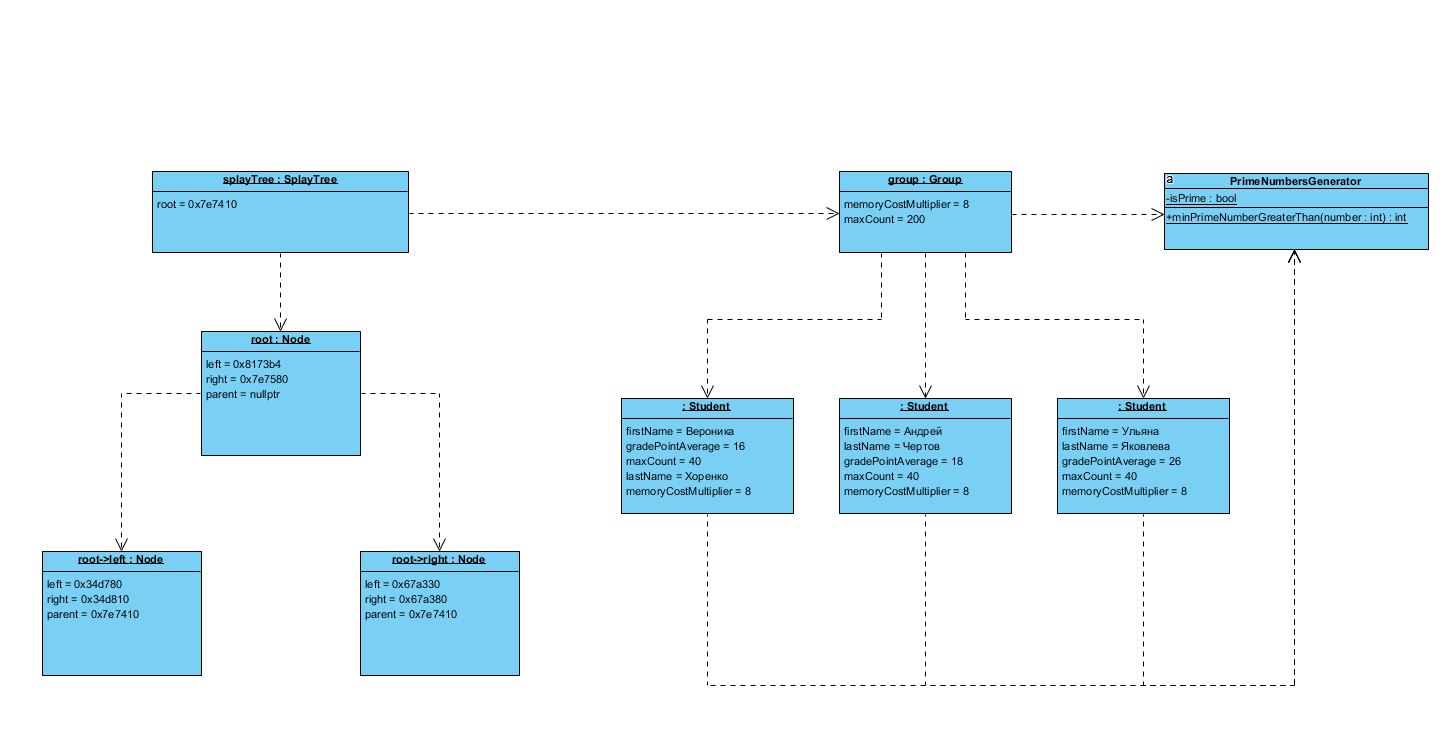 splayTree : SplayTree
root = 0x7e7410
group : Group
memoryCostMultiplier = 8
maxCount = 200
a
PrimeNumbersGenerator
-isPrime : bool
+minPrimeNumberGreaterThan(number : int) : int
root : Node
left = 0x8173b4
right = 0x7e7580
parent = nullptr
: Student
firstName = Вероника
gradePointAverage = 16
maxCount = 40
lastName = Хоренко
memoryCostMultiplier = 8
: Student
firstName = Андрей
lastName = Чертов
gradePointAverage = 18
maxCount = 40
memoryCostMultiplier = 8
: Student
firstName = Ульяна
lastName = Яковлева
gradePointAverage = 26
maxCount = 40
memoryCostMultiplier = 8
root->left : Node
left = 0x34d780
right = 0x34d810
parent = 0x7e7410
root->right : Node
left = 0x67a330
right = 0x67a380
parent = 0x7e7410